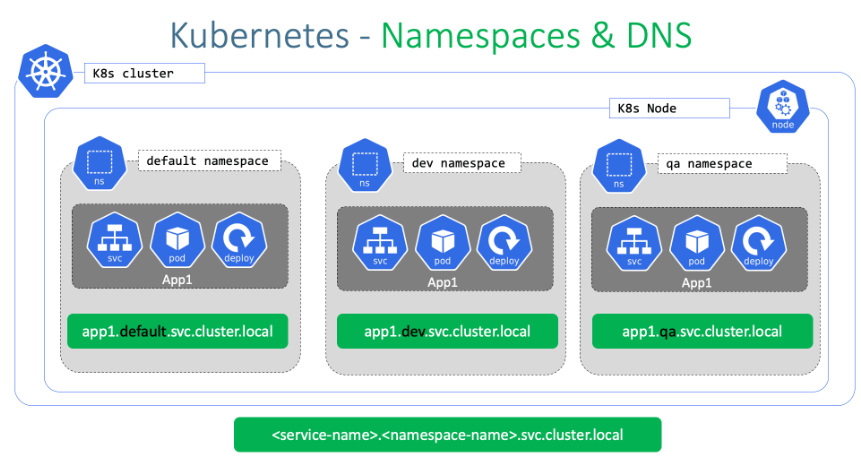 Kubernetes - Namespaces & DNS
K8s cluster
K8s Node
node
default namespace
ns
svc
pod
deploy
App1
app1.default.svc.cluster.local
dev namespace
ns
svc
pod
deploy
App1
app1.dev.svc.cluster.local
qa namespace
ns
svc
pod
deploy
App1
app1.qa.svc.cluster.local
<service-name>.<namespace-name>.svc.cluster.local